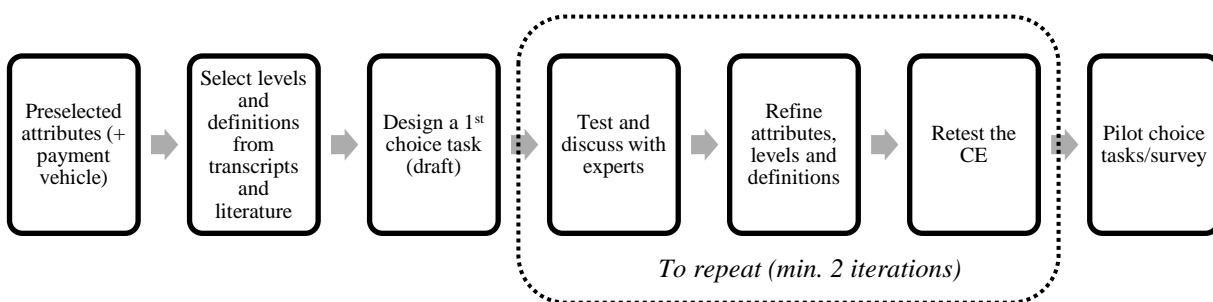 Preselected
attributes (+
payment
vehicle)
Select levels
and
definitions
from
transcripts
and
literature
Design a 1st
choice task
(draft)
Test and
discuss with
experts
Refine
attributes,
levels and
definitions
Retest the
CE
Pilot choice
tasks/survey
To repeat (min. 2 iterations)